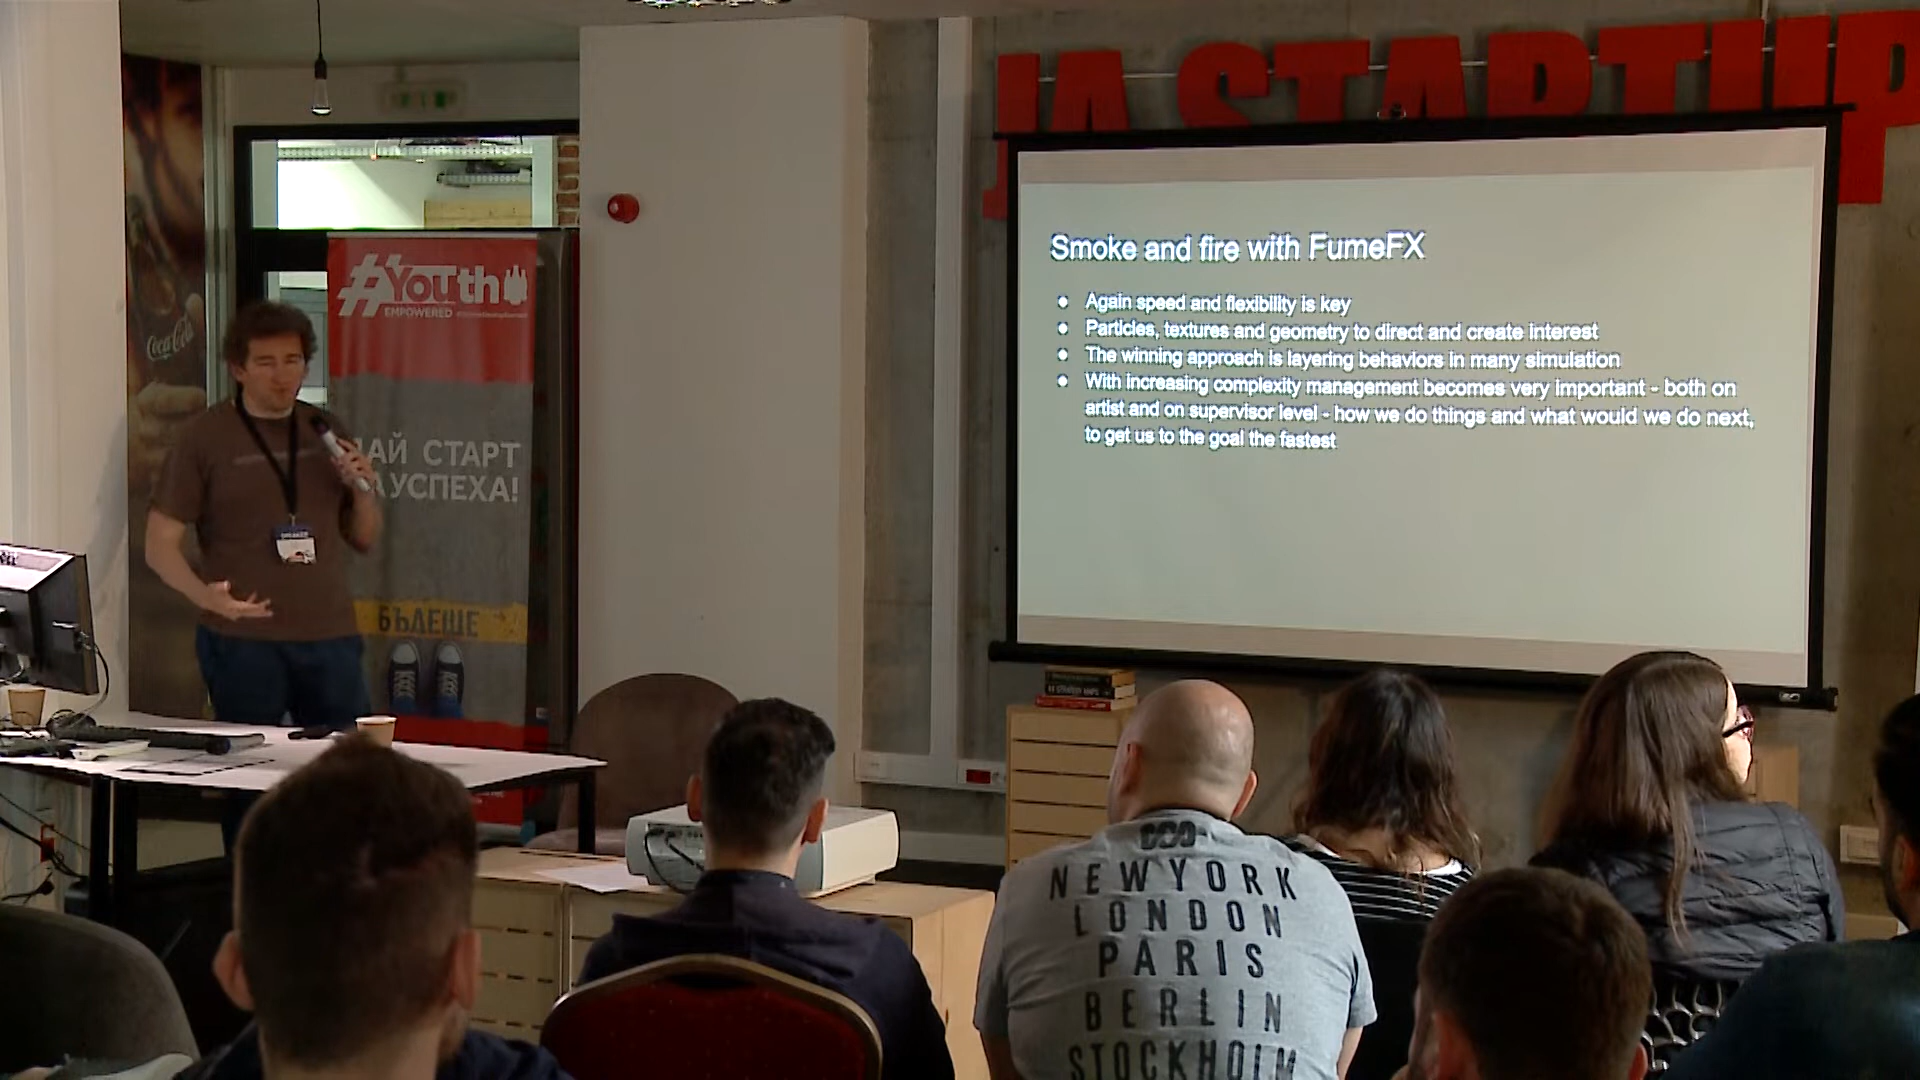 JA STARTUP
Coca-Cola
#YOUth
EMPOWERED
АЙ СТАРТ
А УСПЕХА!
БЪДЕЩЕ
SPEAKER
Smoke and fire with FumeFX
● Again speed and flexibility is key
● Particles, textures and geometry to direct and create interest
● The winning approach is layering behaviors in many simulation
● With increasing complexity management becomes very important - both on
artist and on supervisor level - how we do things and what would we do next,
to get us to the goal the fastest
NEWYORK
LONDON
PARIS
BERLIN
STOCKHOLM